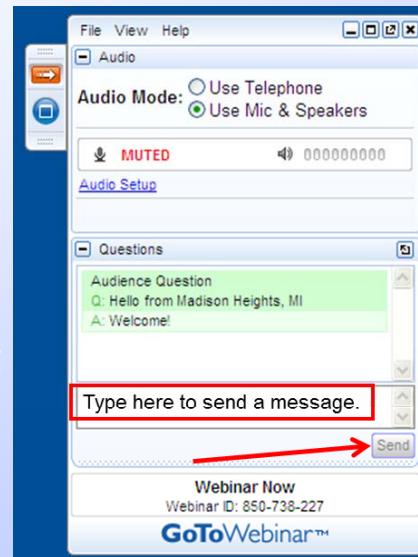 File View Help
Audio
Audio Mode: Use Telephone
Use Mic & Speakers
MUTED 000000000
Audio Setup
Questions
Audience Question
Q: Hello from Madison Heights, MI
A: Welcome!
Type here to send a message.
Send
Webinar Now
Webinar ID: 850-738-227
GoToWebinar™